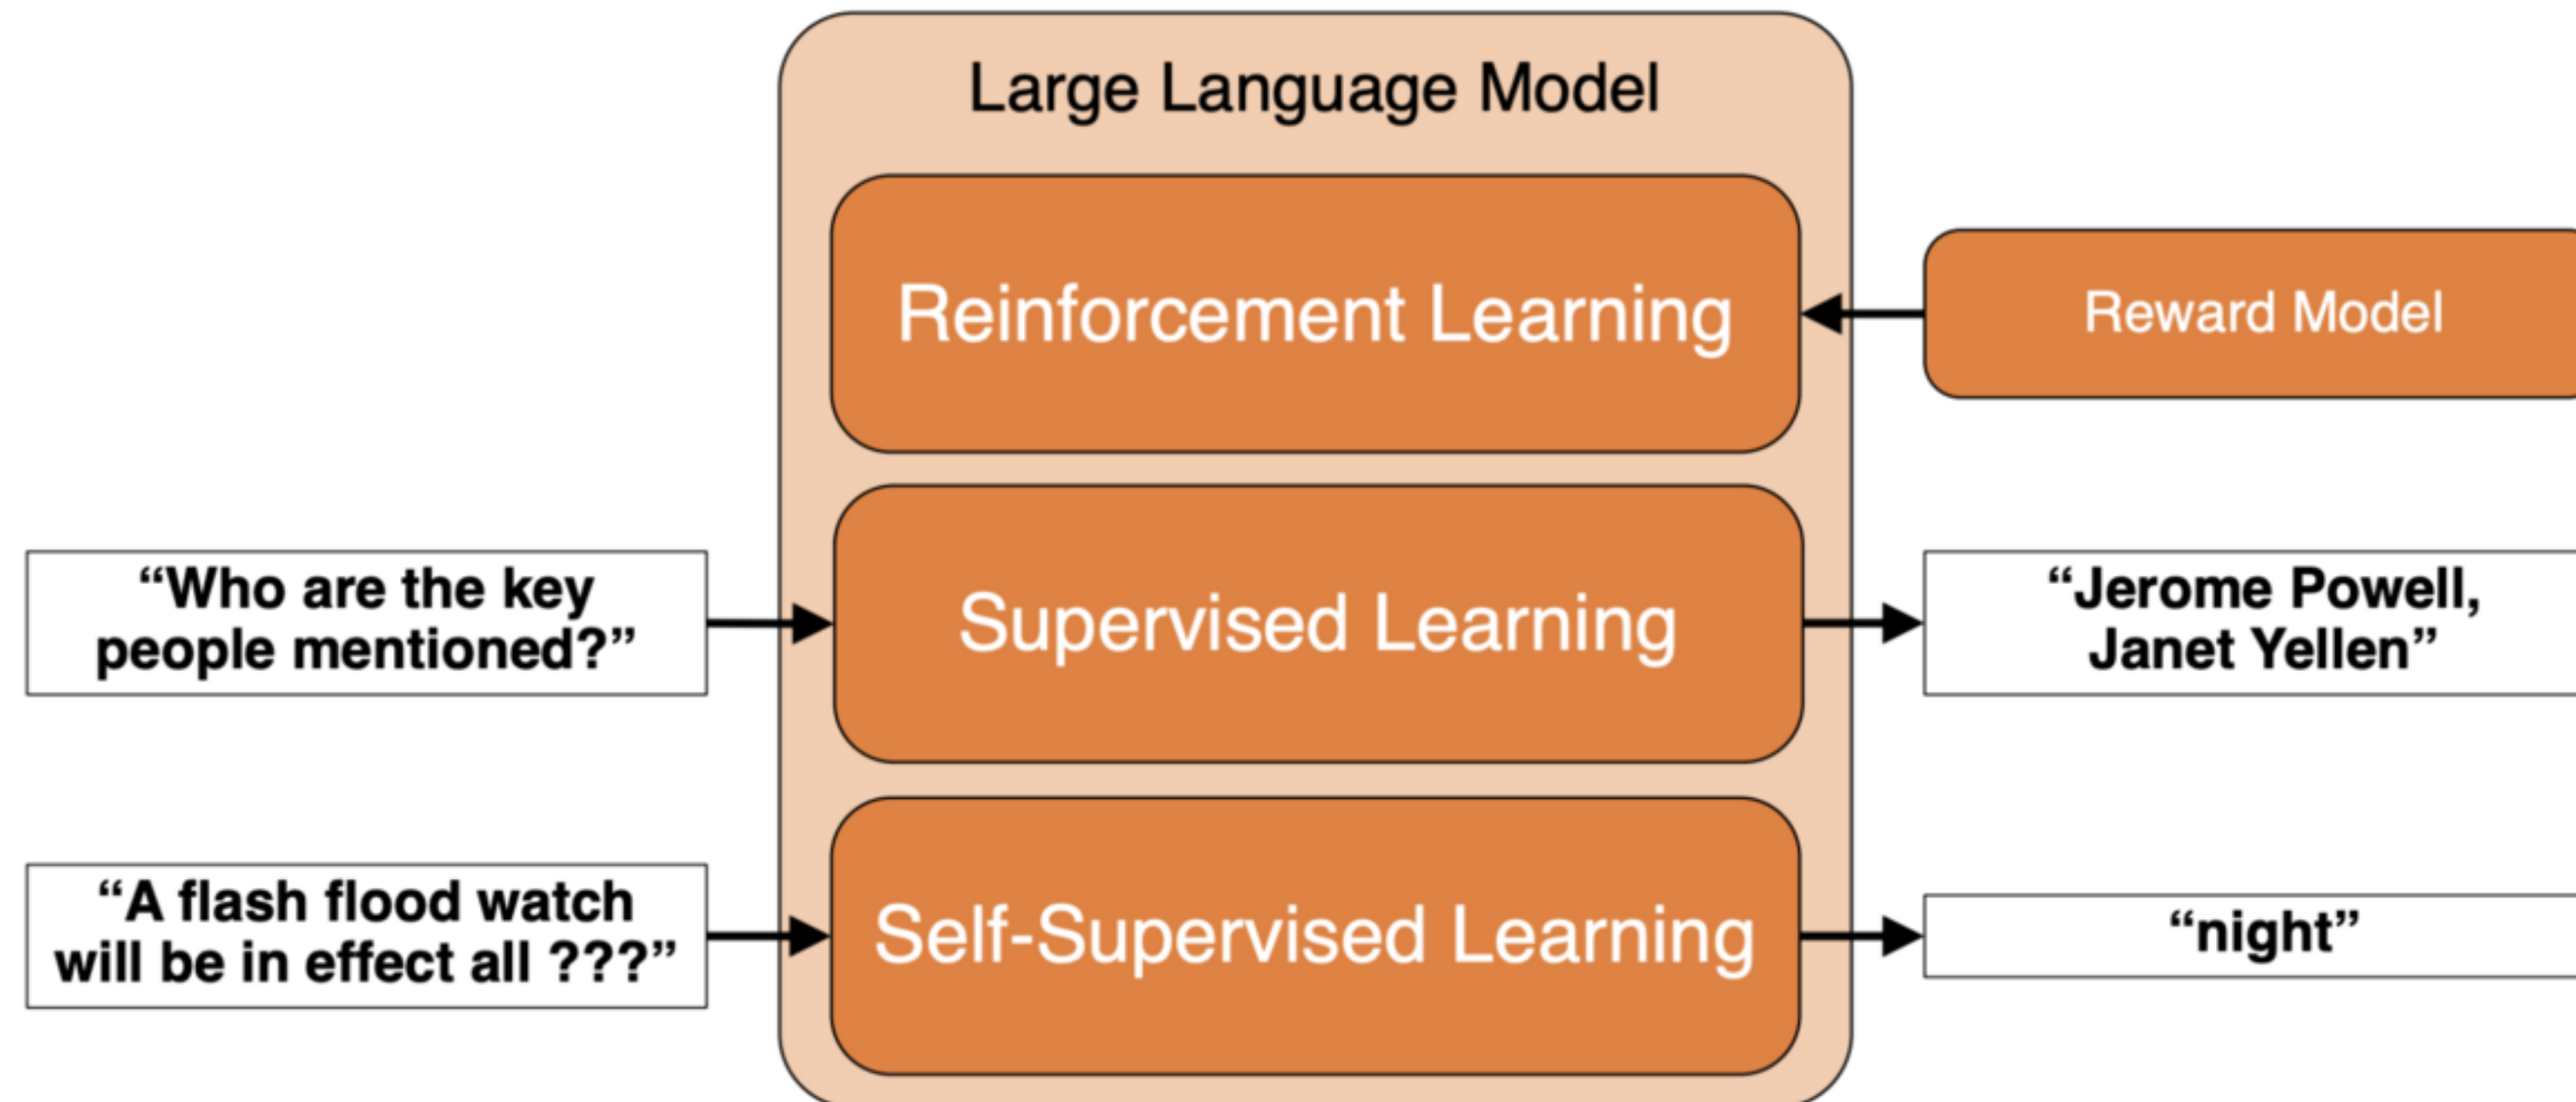 Large Language Model
Reinforcement Learning
Reward Model
“Who are the key
people mentioned?”
Supervised Learning
“Jerome Powell,
Janet Yellen”
“A flash flood watch
will be in effect all ???”
Self-Supervised Learning
“night”